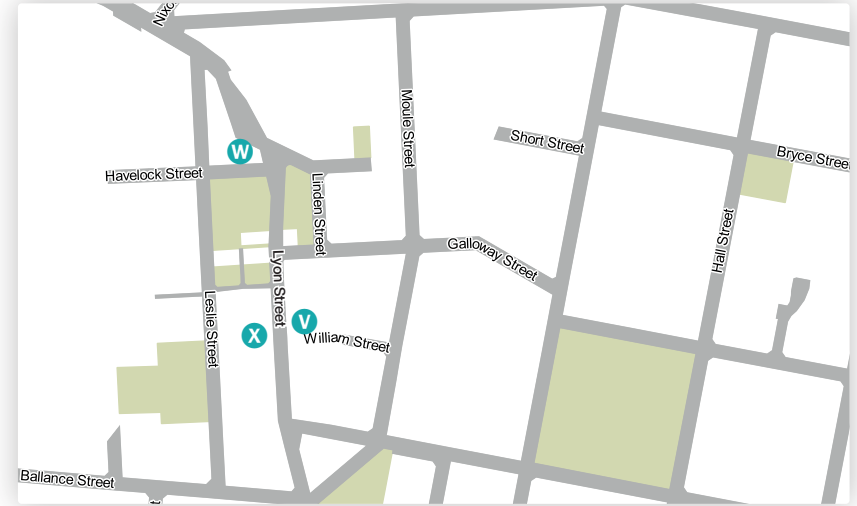 Nixo
Moule Street
Short Street
W
Bryce Street
Havelock Street
Linden Street
Hall Street
Galloway Street
Lyon Street
Leslie Street
V
X
William Street
Ballance Street